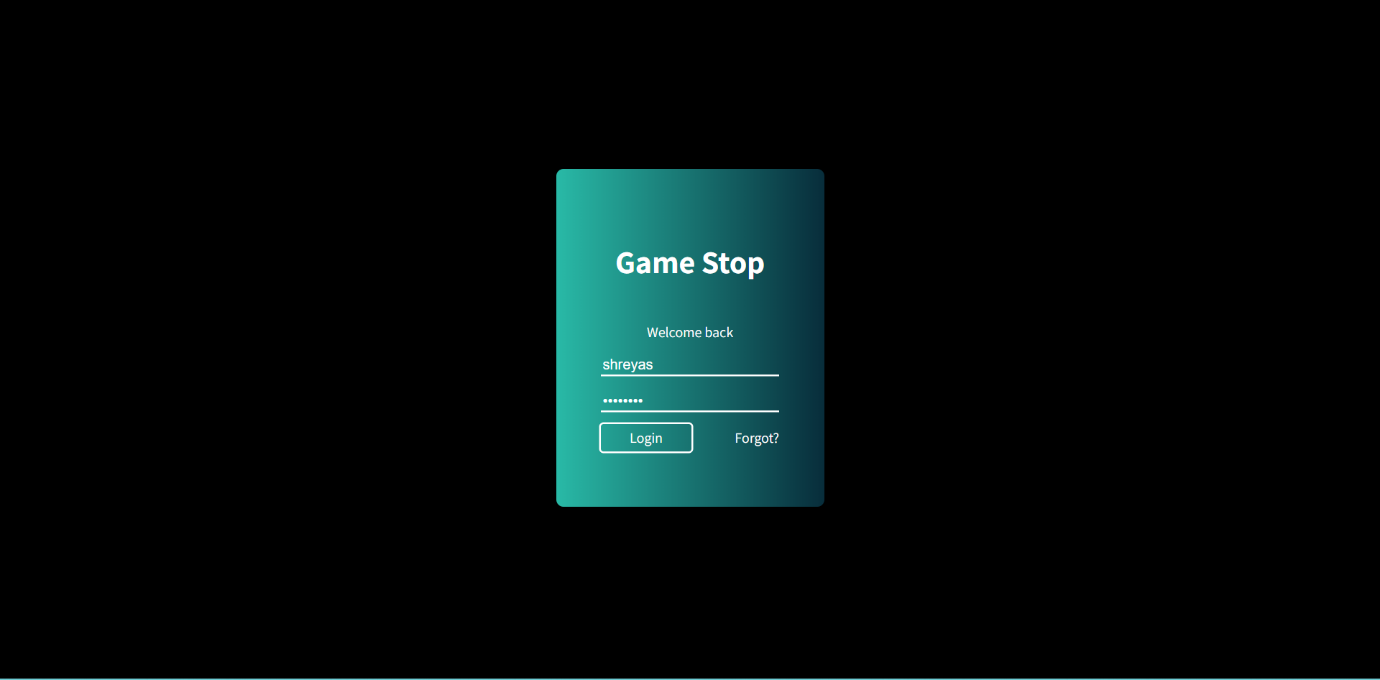 Game Stop
Welcome back
shreyas
••••••••
Login Forgot?